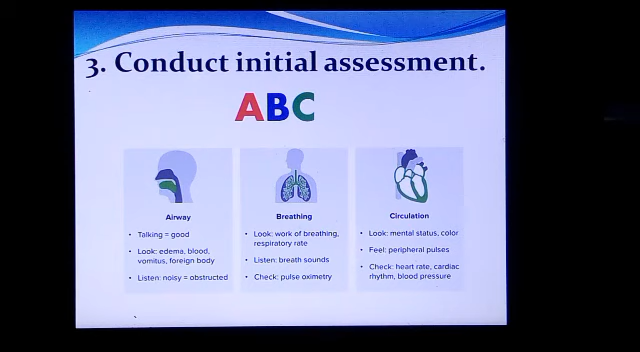 3. Conduct initial assessment.
ABC
Airway
• Talking = good
• Look: edema, blood,
vomitus, foreign body
• Listen: noisy = obstructed
Breathing
• Look: work of breathing,
respiratory rate
• Listen: breath sounds
• Check: pulse oximetry
Circulation
• Look: mental status, color
• Feel: peripheral pulses
• Check: heart rate, cardiac
rhythm, blood pressure